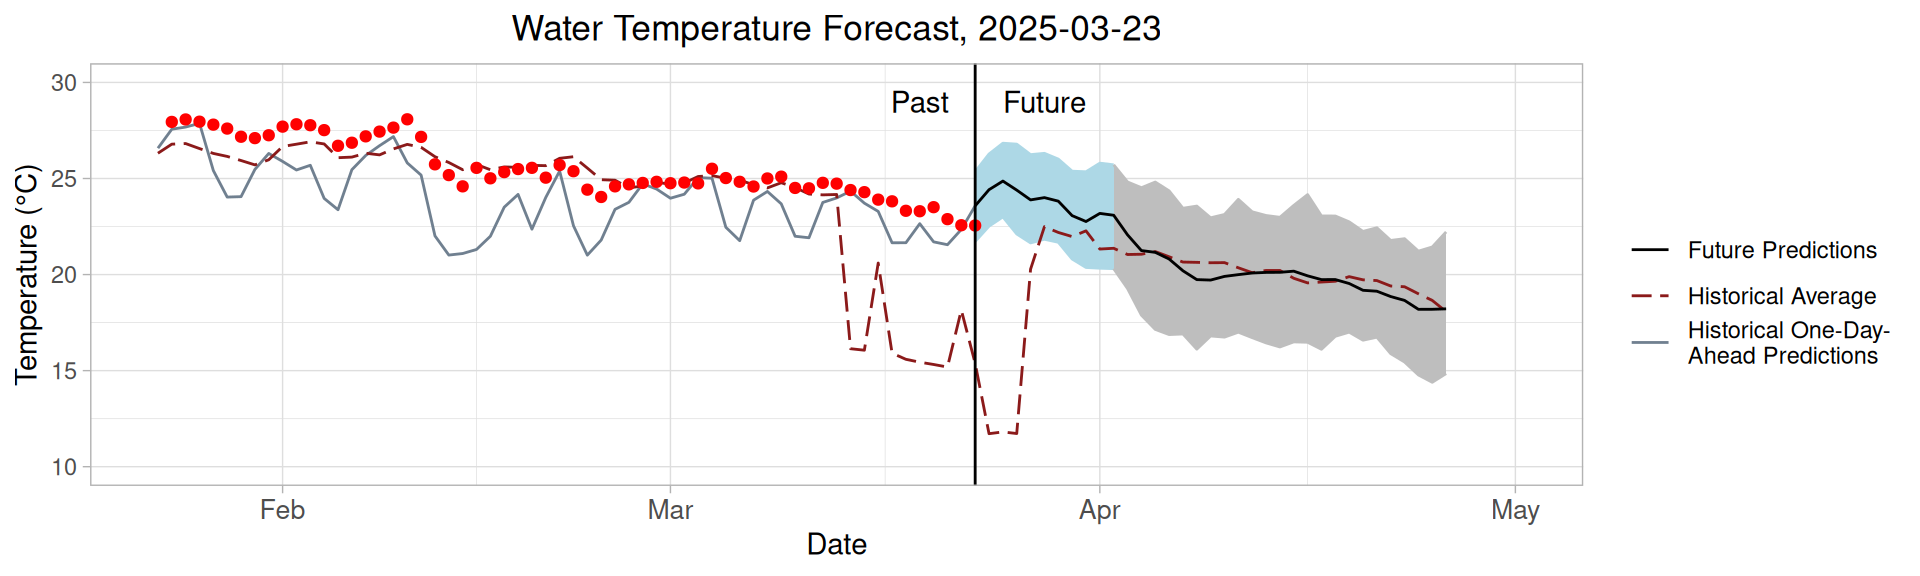 Water Temperature Forecast, 2025-03-23
Temperature (°C)
30
25
20
15
10
Past
Future
Feb
Mar
Apr
May
Date
Future Predictions
Historical Average
Historical One-Day-
Ahead Predictions